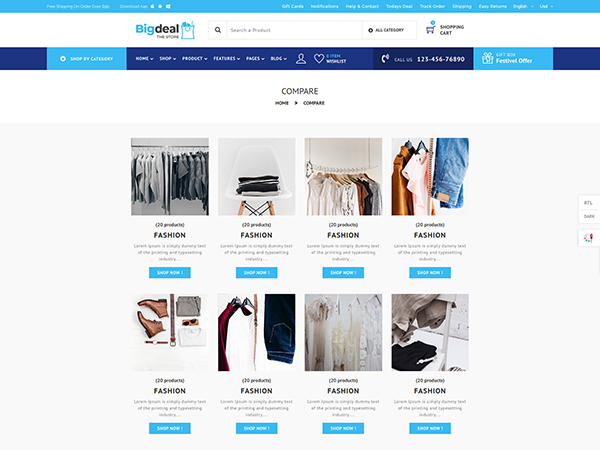 Free Shipping On Order Over $99
Download App
Gift Cards
Notifications
Help & Contact
Todays Deal
Track Order
Shipping
Easy Returns
English
Usd
Bigdeal
THE STORE
Search a Product
ALL CATEGORY
SHOPPING
CART
SHOP BY CATEGORY
HOME
SHOP
PRODUCT
FEATURES
PAGES
BLOG
0 ITEM
WISHLIST
CALL US 123-456-76890
GIFT BOX
Festivel Offer
COMPARE
HOME > COMPARE
RTL
DARK
(20 products)
FASHION
Lorem Ipsum is simply dummy text
of the printing and typesetting
industry....
SHOP NOW !
(20 products)
FASHION
Lorem Ipsum is simply dummy text
of the printing and typesetting
industry....
SHOP NOW !
(20 products)
FASHION
Lorem Ipsum is simply dummy text
of the printing and typesetting
industry....
SHOP NOW !
(20 products)
FASHION
Lorem Ipsum is simply dummy text
of the printing and typesetting
industry....
SHOP NOW !
(20 products)
FASHION
Lorem Ipsum is simply dummy text
of the printing and typesetting
industry....
SHOP NOW !
(20 products)
FASHION
Lorem Ipsum is simply dummy text
of the printing and typesetting
industry....
SHOP NOW !
(20 products)
FASHION
Lorem Ipsum is simply dummy text
of the printing and typesetting
industry....
SHOP NOW !
(20 products)
FASHION
Lorem Ipsum is simply dummy text
of the printing and typesetting
industry....
SHOP NOW !